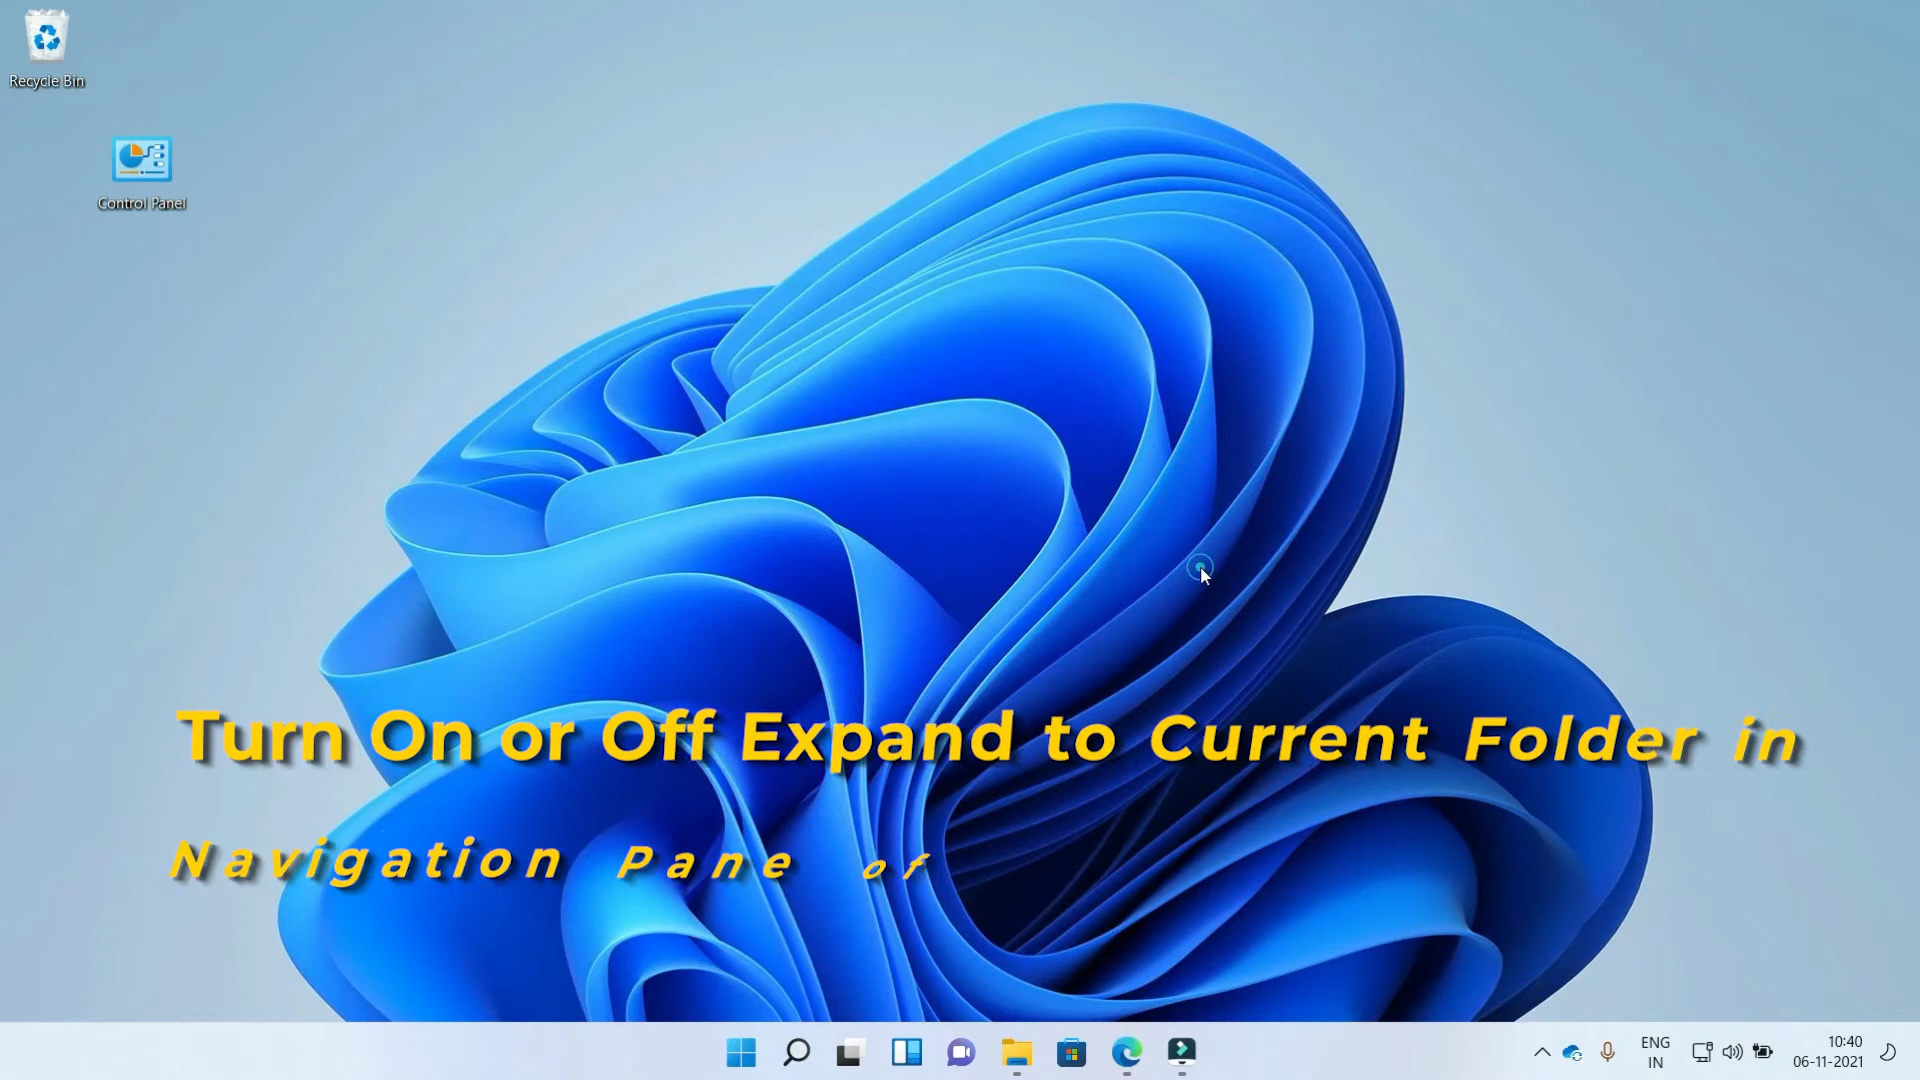 Recycle Bin
Control Panel
Turn On or Off Expand to Current Folder in
Navigation Pane of
ENG
IN
10:40
06-11-2021